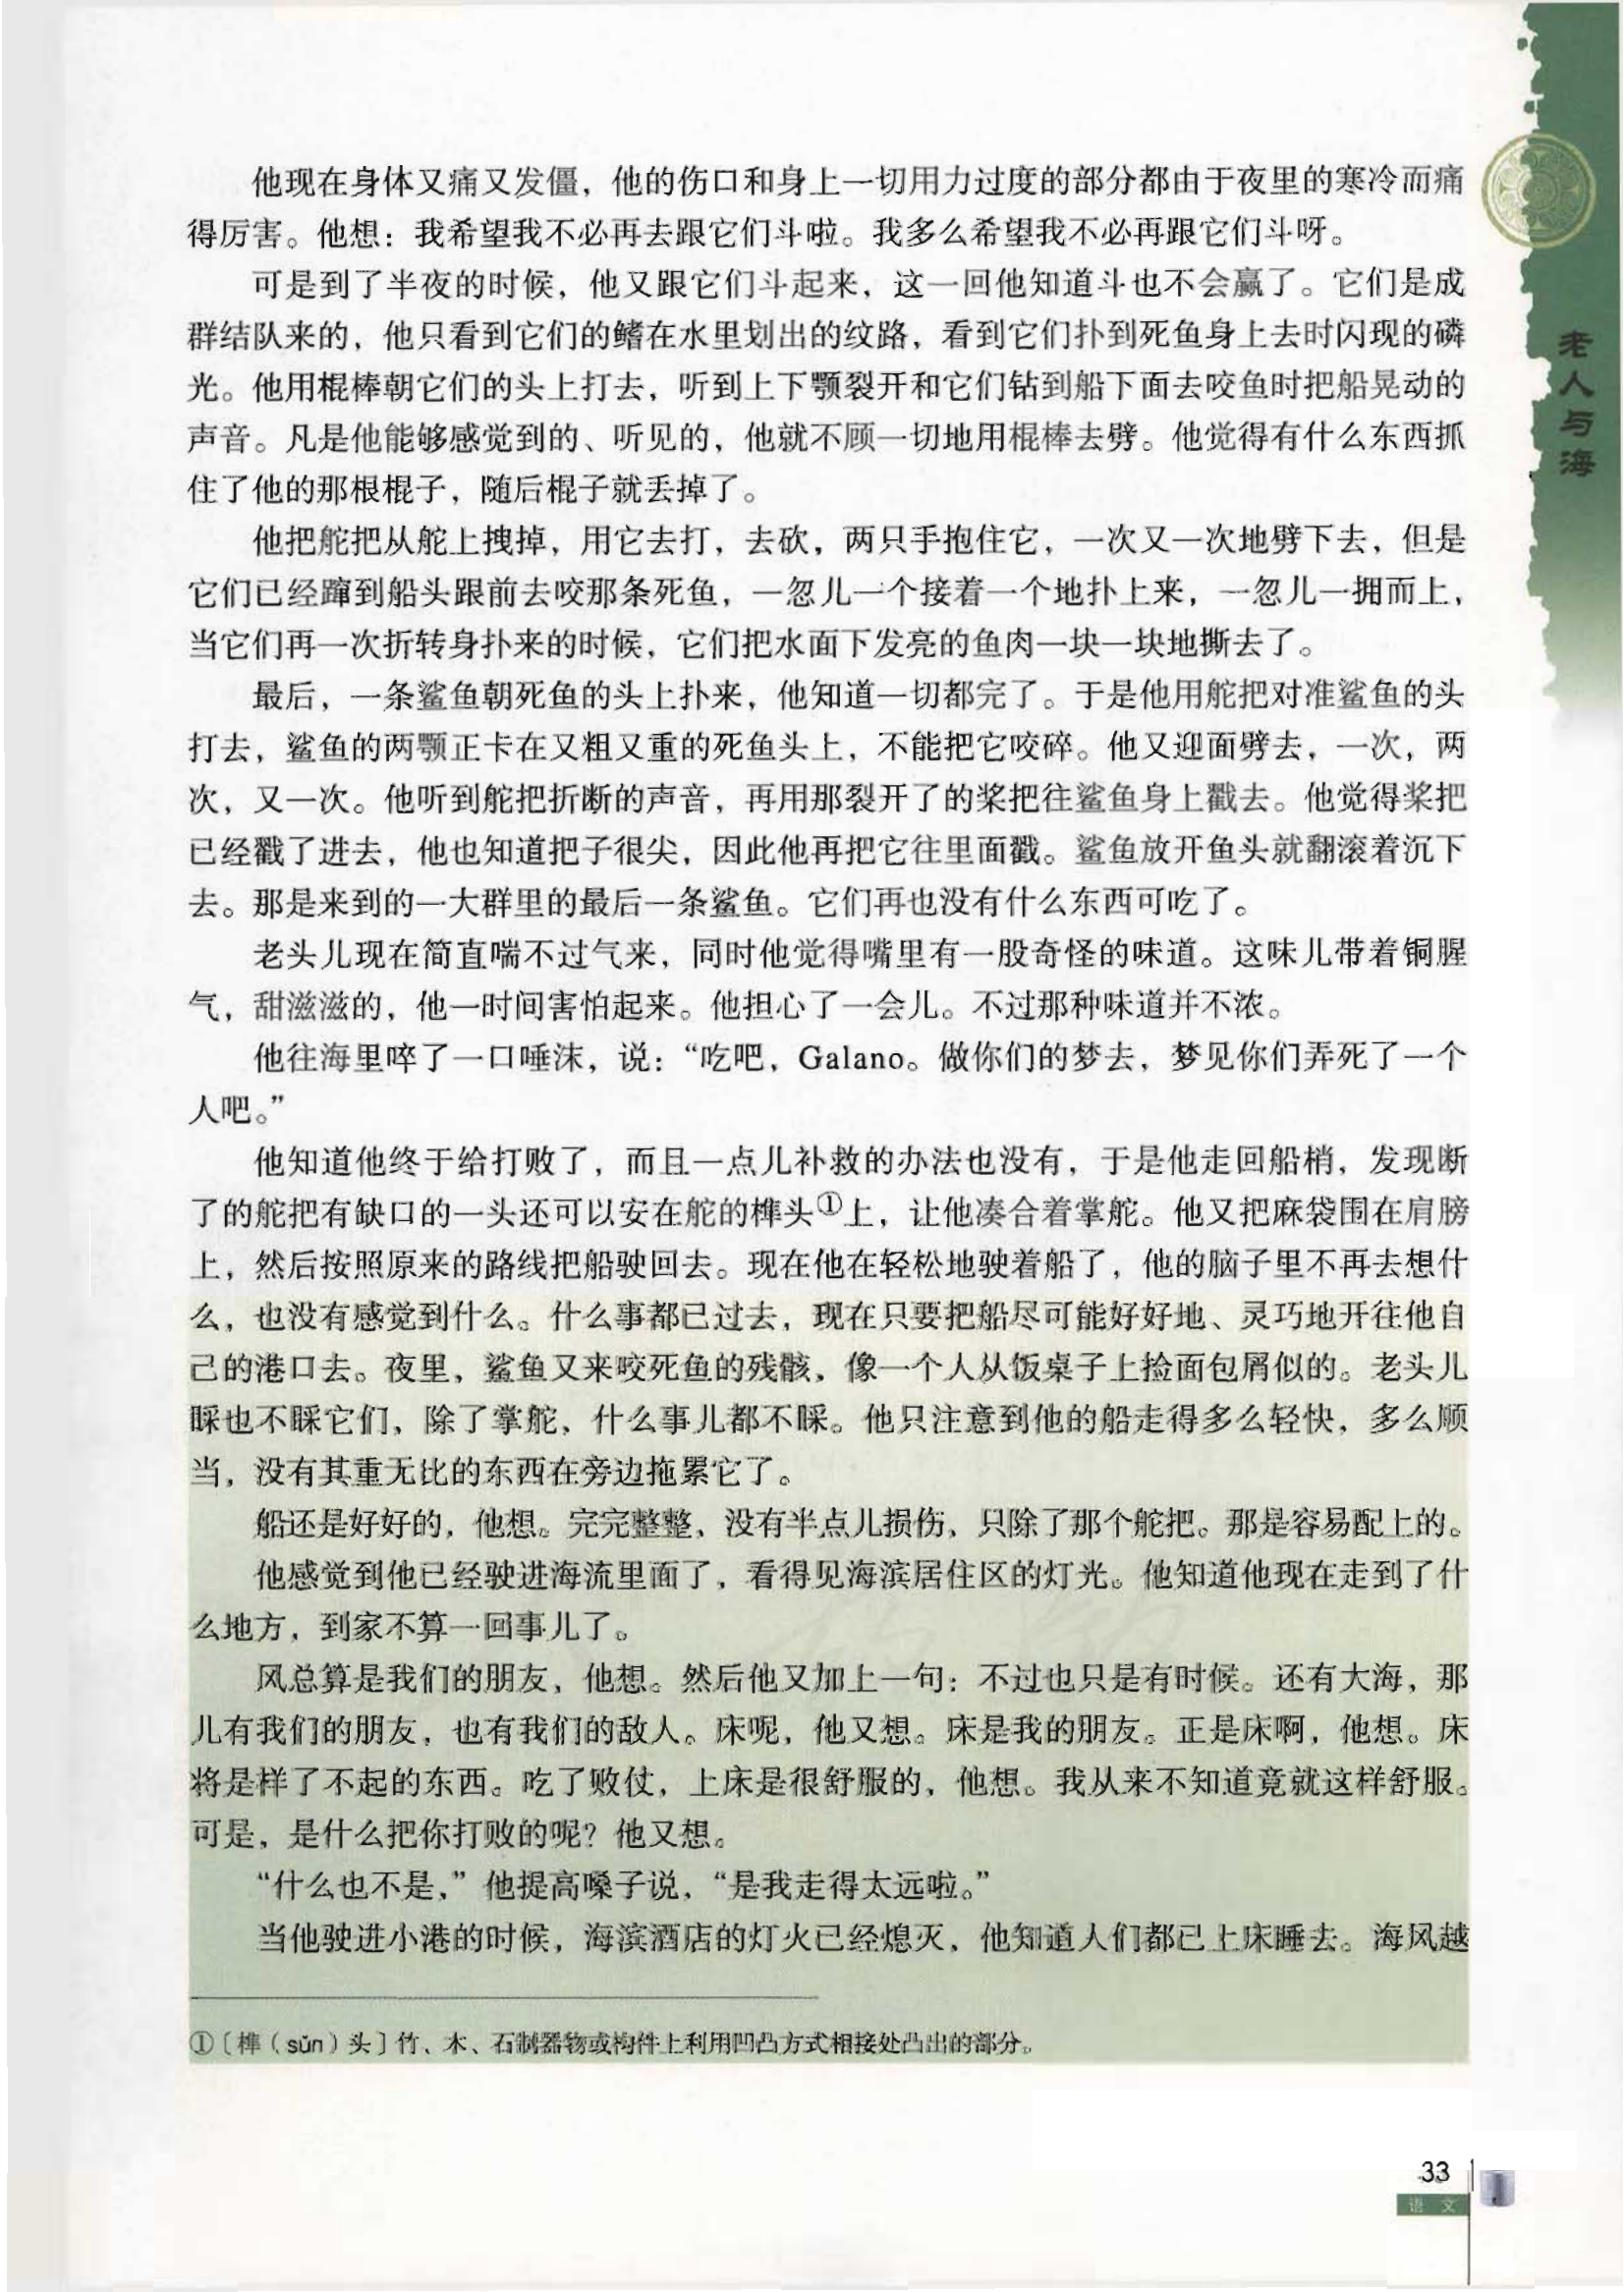 他现在身体又痛又发僵，他的伤口和身上一切用力过度的部分都由于夜里的寒冷而痛
得厉害。他想：我希望我不必再去跟它们斗啦。我多么希望我不必再跟它们斗呀。
可是到了半夜的时候，他又跟它们斗起来，这一回他知道斗也不会赢了。它们是成
群结队来的，他只看到它们的鳍在水里划出的纹路，看到它们扑到死鱼身上去时闪现的磷
光。他用棍棒朝它们的头上打去，听到上下颚裂开和它们钻到船下面去咬鱼时把船晃动的
声音。凡是他能够感觉到的、听见的，他就不顾一切地用棍棒去劈。他觉得有什么东西抓
住了他的那根棍子，随后棍子就丢掉了。
他把舵把从舵上拽掉，用它去打，去砍，两只手抱住它，一次又一次地劈下去，但是
它们已经蹿到船头跟前去咬那条死鱼，一忽儿一个接着一个地扑上来，一忽儿一拥而上，
当它们再一次折转身扑来的时候，它们把水面下发亮的鱼肉一块一块地撕去了。
最后，一条鲨鱼朝死鱼的头上扑来，他知道一切都完了。于是他用舵把对准鲨鱼的头
打去，鲨鱼的两颚正卡在又粗又重的死鱼头上，不能把它咬碎。他又迎面劈去，一次，两
次，又一次。他听到舵把折断的声音，再用那裂开了的桨把往鲨鱼身上戳去。他觉得桨把
已经戳了进去，他也知道把子很尖，因此他再把它往里面戳。鲨鱼放开鱼头就翻滚着沉下
去。那是来到的一大群里的最后一条鲨鱼。它们再也没有什么东西可吃了。
老头儿现在简直喘不过气来，同时他觉得嘴里有一股奇怪的味道。这味儿带着铜腥
气，甜滋滋的，他一时间害怕起来。他担心了一会儿。不过那种味道并不浓。
他往海里啐了一口唾沫，说：“吃吧，Galano。做你们的梦去，梦见你们弄死了一个
人吧。”
他知道他终于给打败了，而且一点儿补救的办法也没有，于是他走回船梢，发现断
了的舵把有缺口的一头还可以安在舵的榫头①上，让他凑合着掌舵。他又把麻袋围在肩膀
上，然后按照原来的路线把船驶回去。现在他在轻松地驶着船了，他的脑子里不再去想什
么，也没有感觉到什么。什么事都已过去，现在只要把船尽可能好好地、灵巧地开往他自
己的港口去。夜里，鲨鱼又来咬死鱼的残骸，像一个人从饭桌子上捡面包屑似的。老头儿
睬也不睬它们，除了掌舵，什么事儿都不睬。他只注意到他的船走得多么轻快，多么顺
当，没有其重无比的东西在旁边拖累它了。
船还是好好的，他想。完完整整，没有半点儿损伤，只除了那个舵把。那是容易配上的。
他感觉到他已经驶进海流里面了，看得见海滨居住区的灯光。他知道他现在走到了什
么地方，到家不算一回事儿了。
风总算是我们的朋友，他想。然后他又加上一句：不过也只是有时候。还有大海，那
儿有我们的朋友，也有我们的敌人。床呢，他又想。床是我的朋友。正是床啊，他想。床
将是样了不起的东西。吃了败仗，上床是很舒服的，他想。我从来不知道竟就这样舒服。
可是，是什么把你打败的呢？他又想。
“什么也不是，”他提高嗓子说，“是我走得太远啦。”
当他驶进小港的时候，海滨酒店的灯火已经熄灭，他知道人们都已上床睡去。海风越
①〔榫（sǔn）头〕竹、木、石制器物或构件上利用凹凸方式相接处凸出的部分。
老人与海
33
语 文